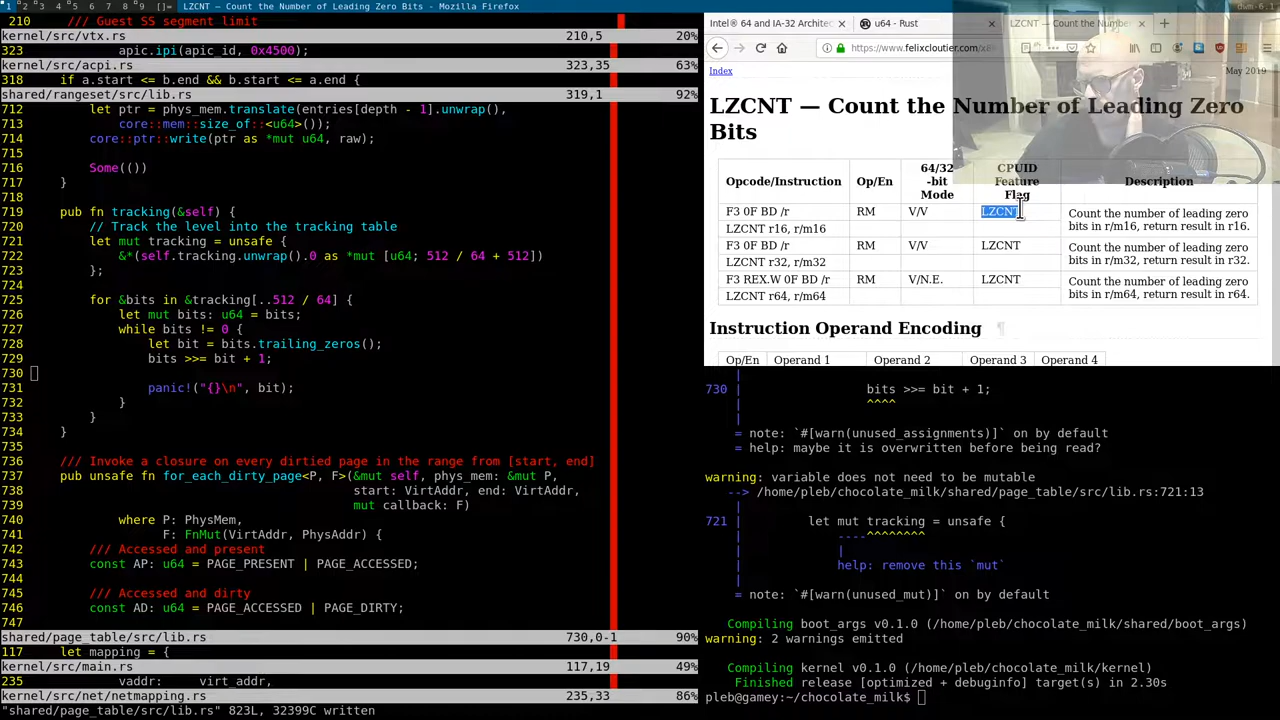 1 2 3 4 5 6 7 8 9 []= LZCNT — Count the Number of Leading Zero Bits - Mozilla Firefox
210 /// Guest SS segment limit
kernel/src/vtx.rs 210,5 20%
323 apic.ipi(apic_id, 0x4500);
kernel/src/acpi.rs 323,35 63%
318 if a.start <= b.end && b.start <= a.end {
shared/rangeset/src/lib.rs 319,1 92%
712 let ptr = phys_mem.translate(entries[depth - 1].unwrap(),
713 core::mem::size_of::<u64>());
714 core::ptr::write(ptr as *mut u64, raw);
715
716 Some(())
717 }
718
719 pub fn tracking(&self) {
720 // Track the level into the tracking table
721 let mut tracking = unsafe {
722 &*(self.tracking.unwrap().0 as *mut [u64; 512 / 64 + 512])
723 };
724
725 for &bits in &tracking[..512 / 64] {
726 let mut bits: u64 = bits;
727 while bits != 0 {
728 let bit = bits.trailing_zeros();
729 bits >>= bit + 1;
730
731 panic!("{}\n", bit);
732 }
733 }
734 }
735
736 /// Invoke a closure on every dirtied page in the range from [start, end]
737 pub unsafe fn for_each_dirty_page<P, F>(&mut self, phys_mem: &mut P,
738 start: VirtAddr, end: VirtAddr,
739 mut callback: F)
740 where P: PhysMem,
741 F: FnMut(VirtAddr, PhysAddr) {
742 /// Accessed and present
743 const AP: u64 = PAGE_PRESENT | PAGE_ACCESSED;
744
745 /// Accessed and dirty
746 const AD: u64 = PAGE_ACCESSED | PAGE_DIRTY;
747
shared/page_table/src/lib.rs 730,0-1 90%
117 let mapping = {
kernel/src/main.rs 117,19 49%
235 vaddr: virt_addr,
kernel/src/net/netmapping.rs 235,33 86%
"shared/page_table/src/lib.rs" 823L, 32399C written
Intel® 64 and IA-32 Architec × u64 - Rust × LZCNT — Count the Number ×
https://www.felixcloutier.com/x8
Index May 2019
LZCNT — Count the Number of Leading Zero
Bits
Opcode/Instruction Op/En 64/32 -bit Mode CPUID Feature Flag Description
F3 0F BD /r RM V/V LZCNT Count the number of leading zero
LZCNT r16, r/m16 bits in r/m16, return result in r16.
F3 0F BD /r RM V/V LZCNT Count the number of leading zero
LZCNT r32, r/m32 bits in r/m32, return result in r32.
F3 REX.W 0F BD /r RM V/N.E. LZCNT Count the number of leading zero
LZCNT r64, r/m64 bits in r/m64, return result in r64.
Instruction Operand Encoding ¶
Op/En Operand 1 Operand 2 Operand 3 Operand 4
|
730 | bits >>= bit + 1;
| ^^^^
|
= note: `#[warn(unused_assignments)]` on by default
= help: maybe it is overwritten before being read?
warning: variable does not need to be mutable
--> /home/pleb/chocolate_milk/shared/page_table/src/lib.rs:721:13
|
721 | let mut tracking = unsafe {
| ----^^^^^^^^
| |
| help: remove this `mut`
|
= note: `#[warn(unused_mut)]` on by default
Compiling boot_args v0.1.0 (/home/pleb/chocolate_milk/shared/boot_args)
warning: 2 warnings emitted
Compiling kernel v0.1.0 (/home/pleb/chocolate_milk/kernel)
Finished release [optimized + debuginfo] target(s) in 2.30s
pleb@gamey:~/chocolate_milk$